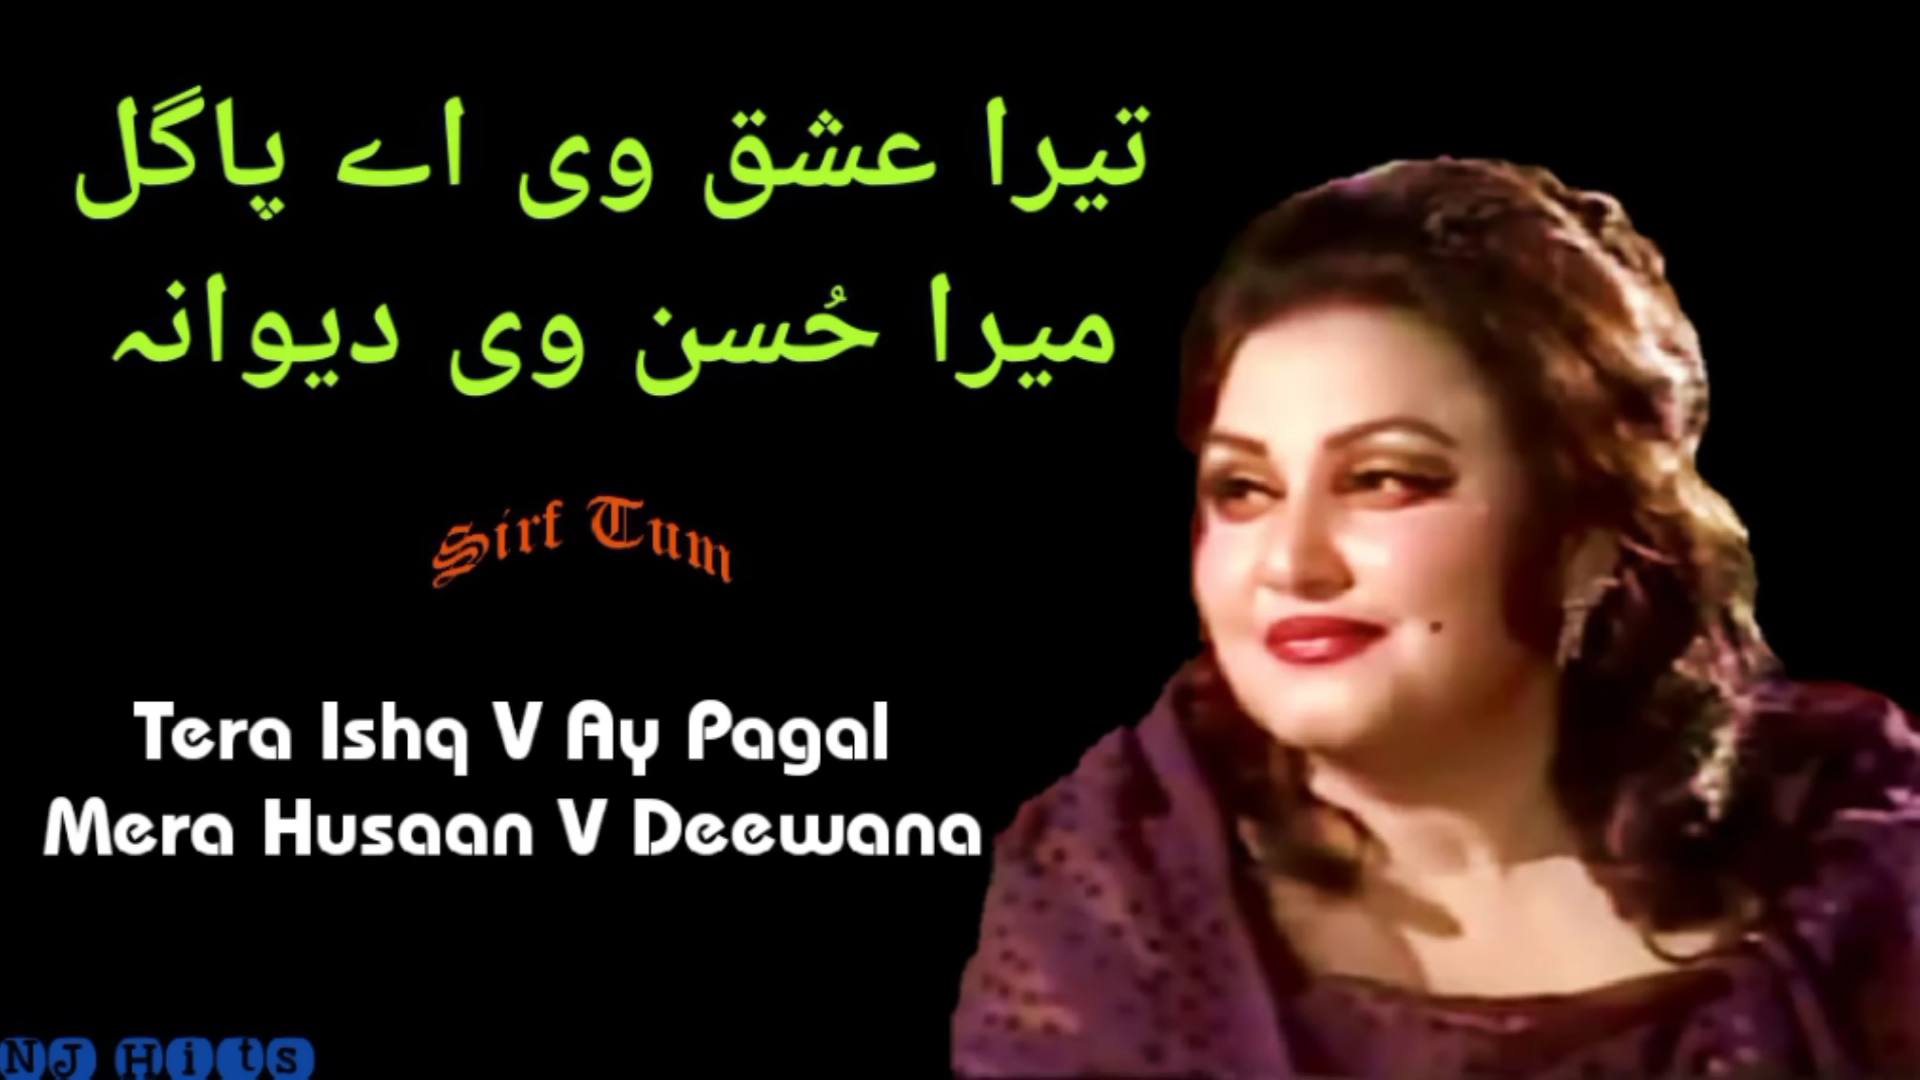 تیرا عشق وی اے پاگل
میرا حُسن وی دیوانہ
Sirf Tum
Tera Ishq V Ay Pagal
Mera Husaan V Deewana
NJ Hits